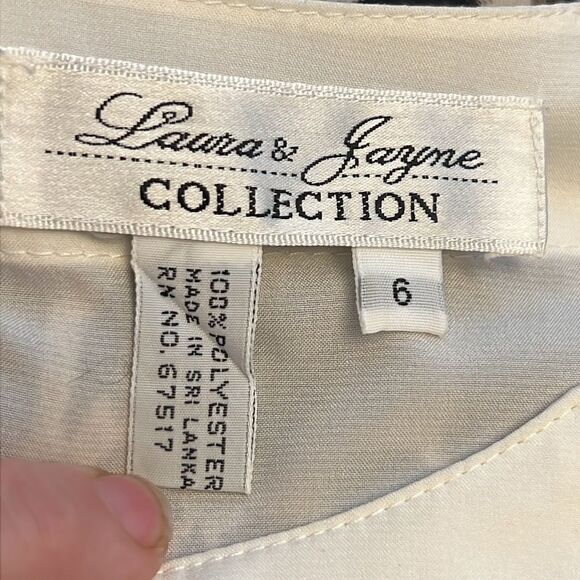 Laura & Jayne
COLLECTION
6
100% POLYESTER
MADE IN SRI LANKA
RN NO. 67517